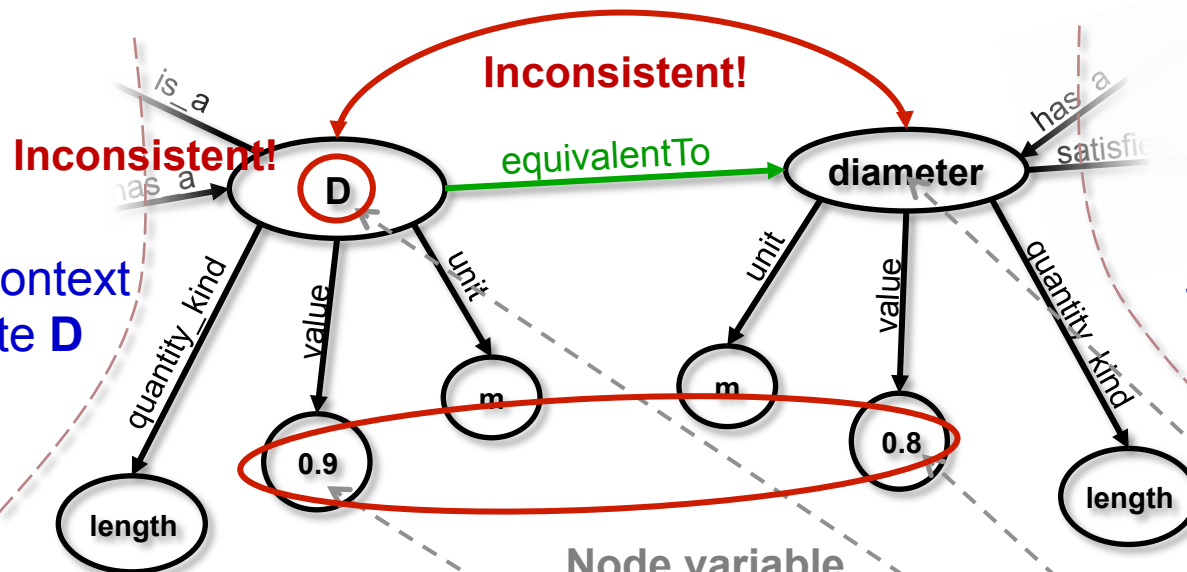 Inconsistent!
is_a
has_a
Inconsistent!
equivalentTo
satisfies
has_a
D
diameter
unit
unit
ontext
quantity_kind
value
value
quantity_kind
te D
m
m
0.9
0.8
length
length
Node variable